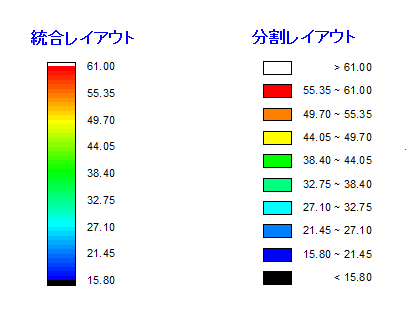 統合レイアウト
61.00
55.35
49.70
44.05
38.40
32.75
27.10
21.45
15.80
分割レイアウト
> 61.00
55.35 ~ 61.00
49.70 ~ 55.35
44.05 ~ 49.70
38.40 ~ 44.05
32.75 ~ 38.40
27.10 ~ 32.75
21.45 ~ 27.10
15.80 ~ 21.45
< 15.80